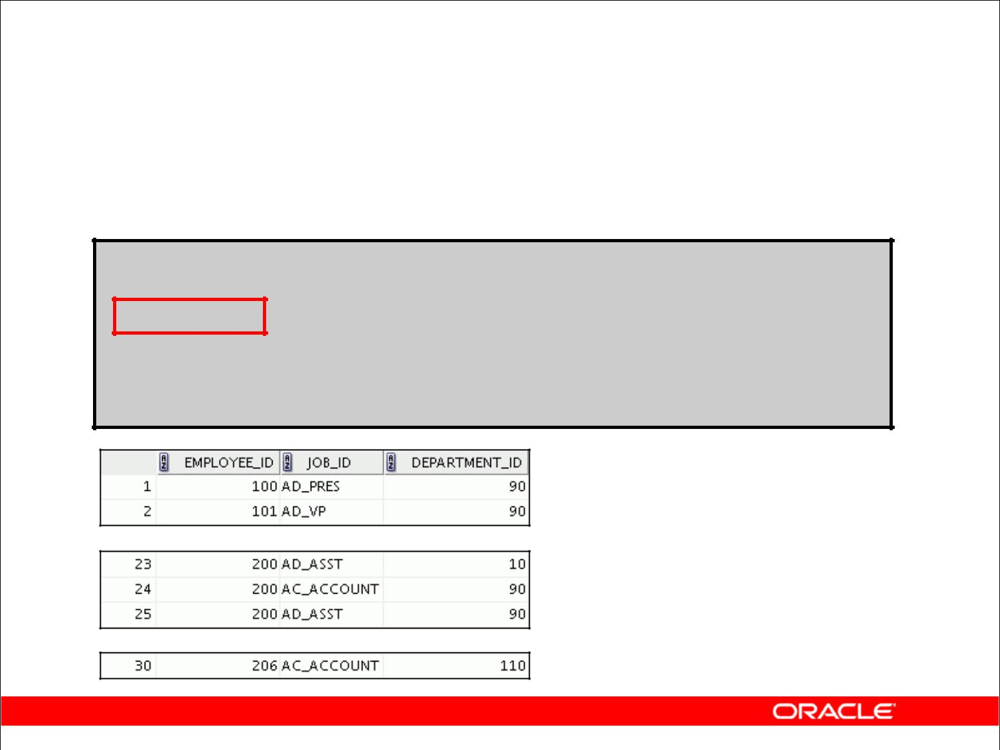 EMPLOYEE_ID JOB_ID DEPARTMENT_ID
1 100 AD_PRES 90
2 101 AD_VP 90
23 200 AD_ASST 10
24 200 AC_ACCOUNT 90
25 200 AD_ASST 90
30 206 AC_ACCOUNT 110
ORACLE